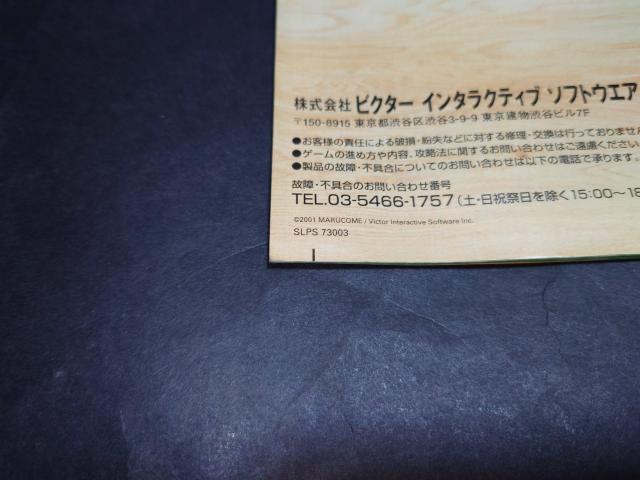 株式会社 ビクター インタラクティブ ソフトウエア
〒150-8915 東京都渋谷区渋谷3-9-9 東京建物渋谷ビル7F
●お客様の責任による破損・紛失などに対する修理・交換は行っておりませ
●ゲームの進め方や内容、攻略法に関するお問い合わせはご遠慮ください
●製品の故障・不具合についてのお問い合わせは以下の電話で承ります。
故障・不具合のお問い合わせ番号
TEL.03-5466-1757(土・日祝祭日を除く15:00〜18
©2001 MARUCOME / Victor Interactive Software Inc.
SLPS 73003